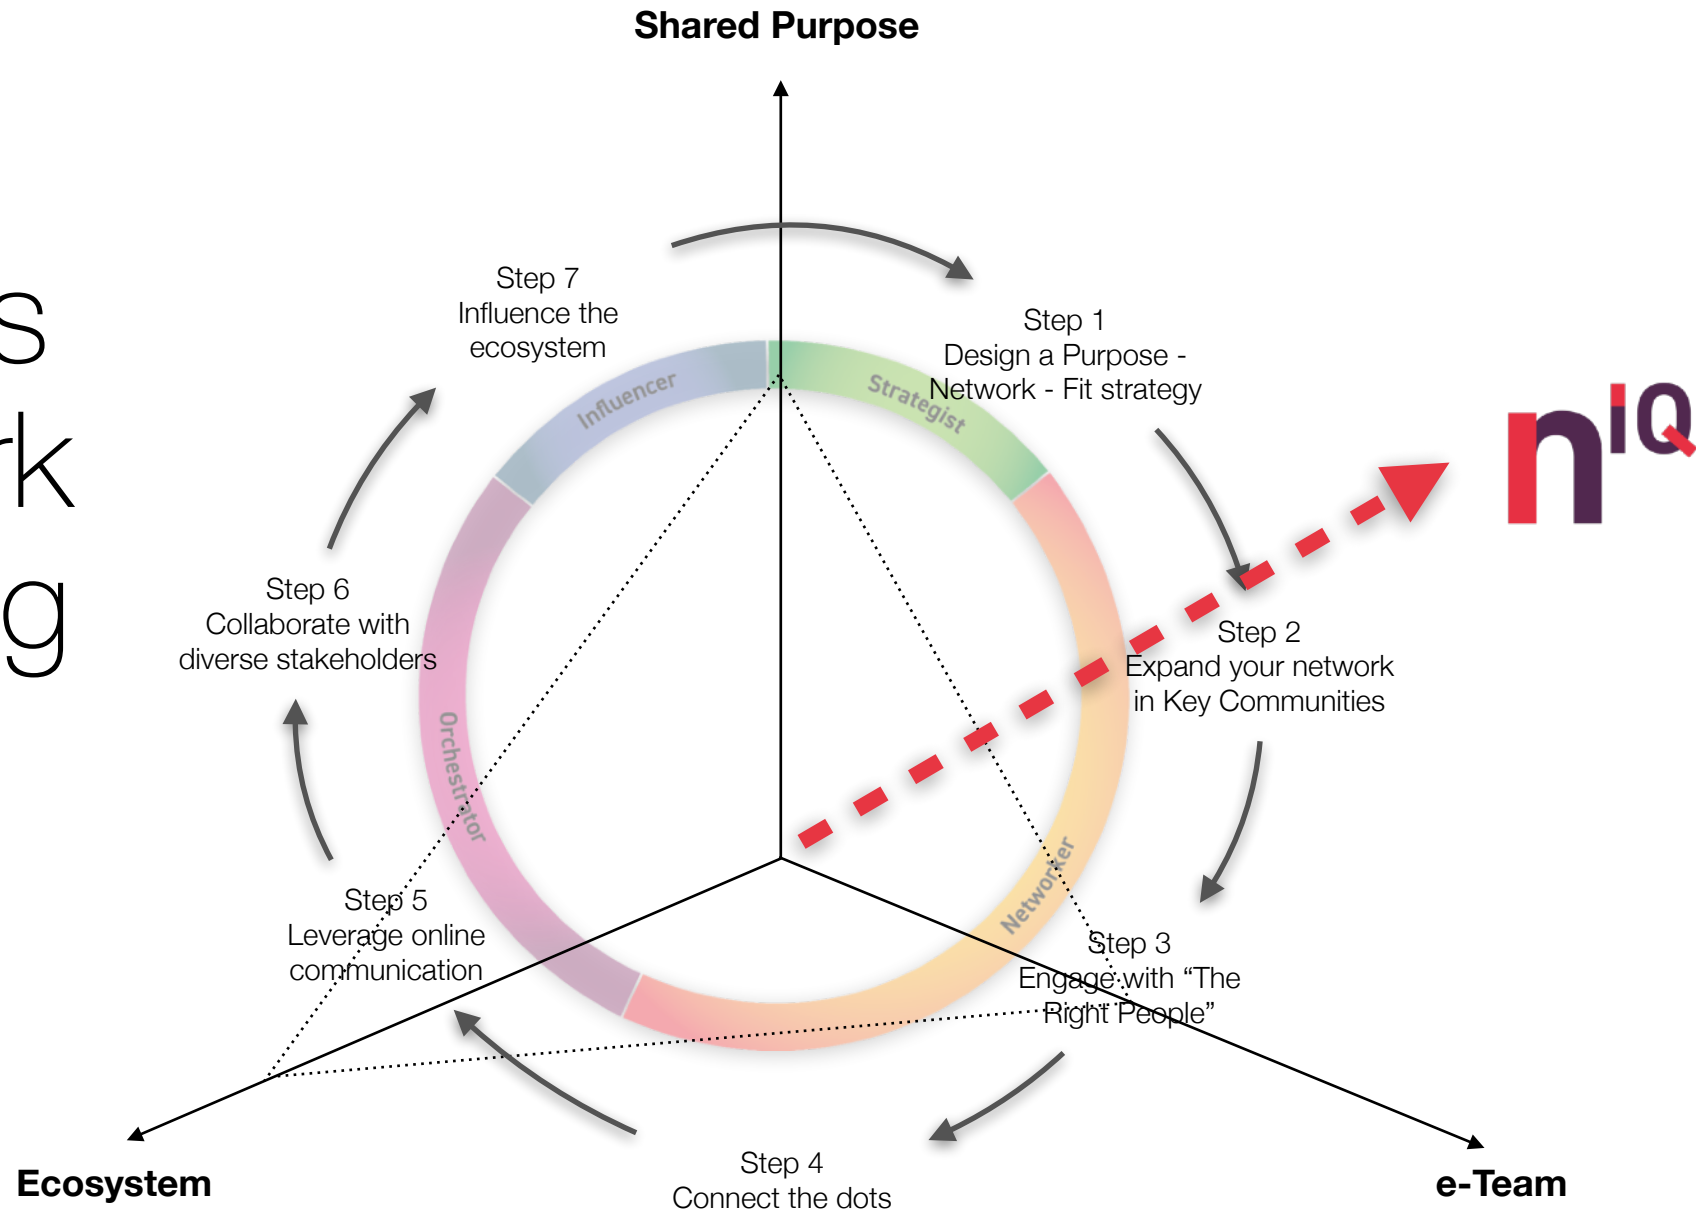 Shared Purpose
s
rk
g
Step 7
Influence the
ecosystem
Step 1
Design a Purpose -
Network - Fit strategy
Influencer
Strategist
nIQ
Step 6
Collaborate with
diverse stakeholders
Step 2
Expand your network
in Key Communities
Orchestrator
Networker
Step 5
Leverage online
communication
Step 3
Engage with “The
Right People”
Step 4
Connect the dots
Ecosystem
e-Team